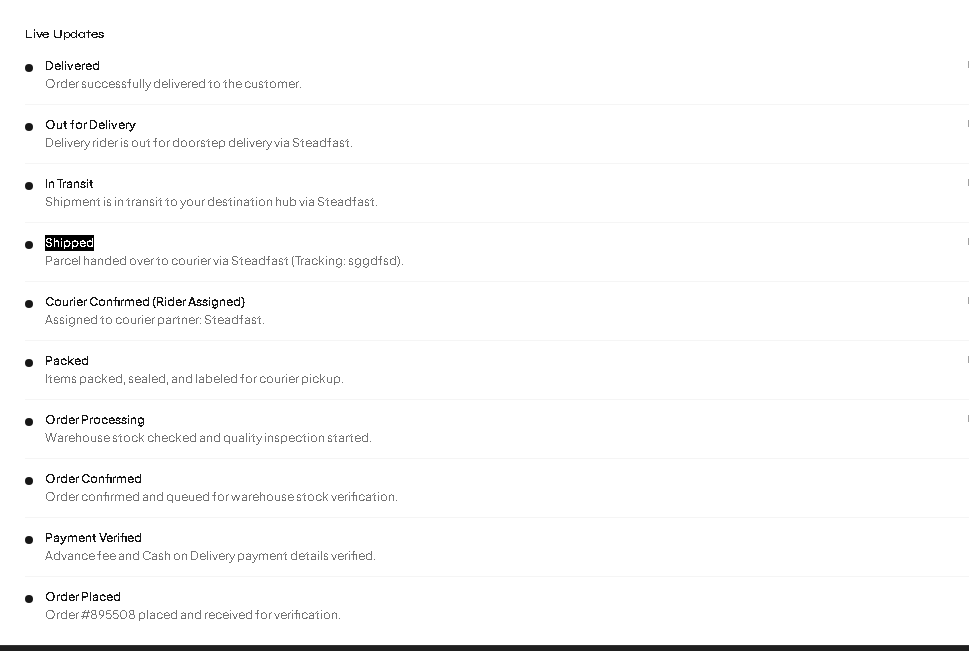 Live Updates
Delivered
Order successfully delivered to the customer.
Out for Delivery
Delivery rider is out for doorstep delivery via Steadfast.
In Transit
Shipment is in transit to your destination hub via Steadfast.
Shipped
Parcel handed over to courier via Steadfast (Tracking: sggdfsd).
Courier Confirmed (Rider Assigned)
Assigned to courier partner: Steadfast.
Packed
Items packed, sealed, and labeled for courier pickup.
Order Processing
Warehouse stock checked and quality inspection started.
Order Confirmed
Order confirmed and queued for warehouse stock verification.
Payment Verified
Advance fee and Cash on Delivery payment details verified.
Order Placed
Order #895508 placed and received for verification.